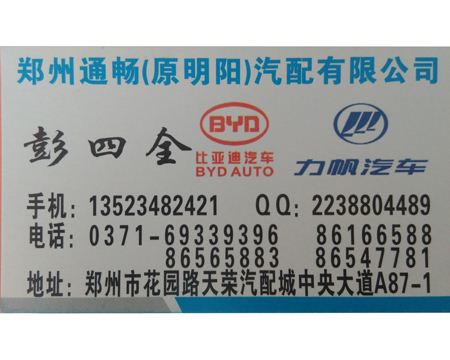 郑州通畅(原明阳)汽配有限公司
彭四全
BYD
比亚迪汽车
BYD AUTO
力帆汽车
手机：13523482421 QQ：2238804489
电话：0371-69339396 86166588
86565883 86547781
地址：郑州市花园路天荣汽配城中央大道A87-1